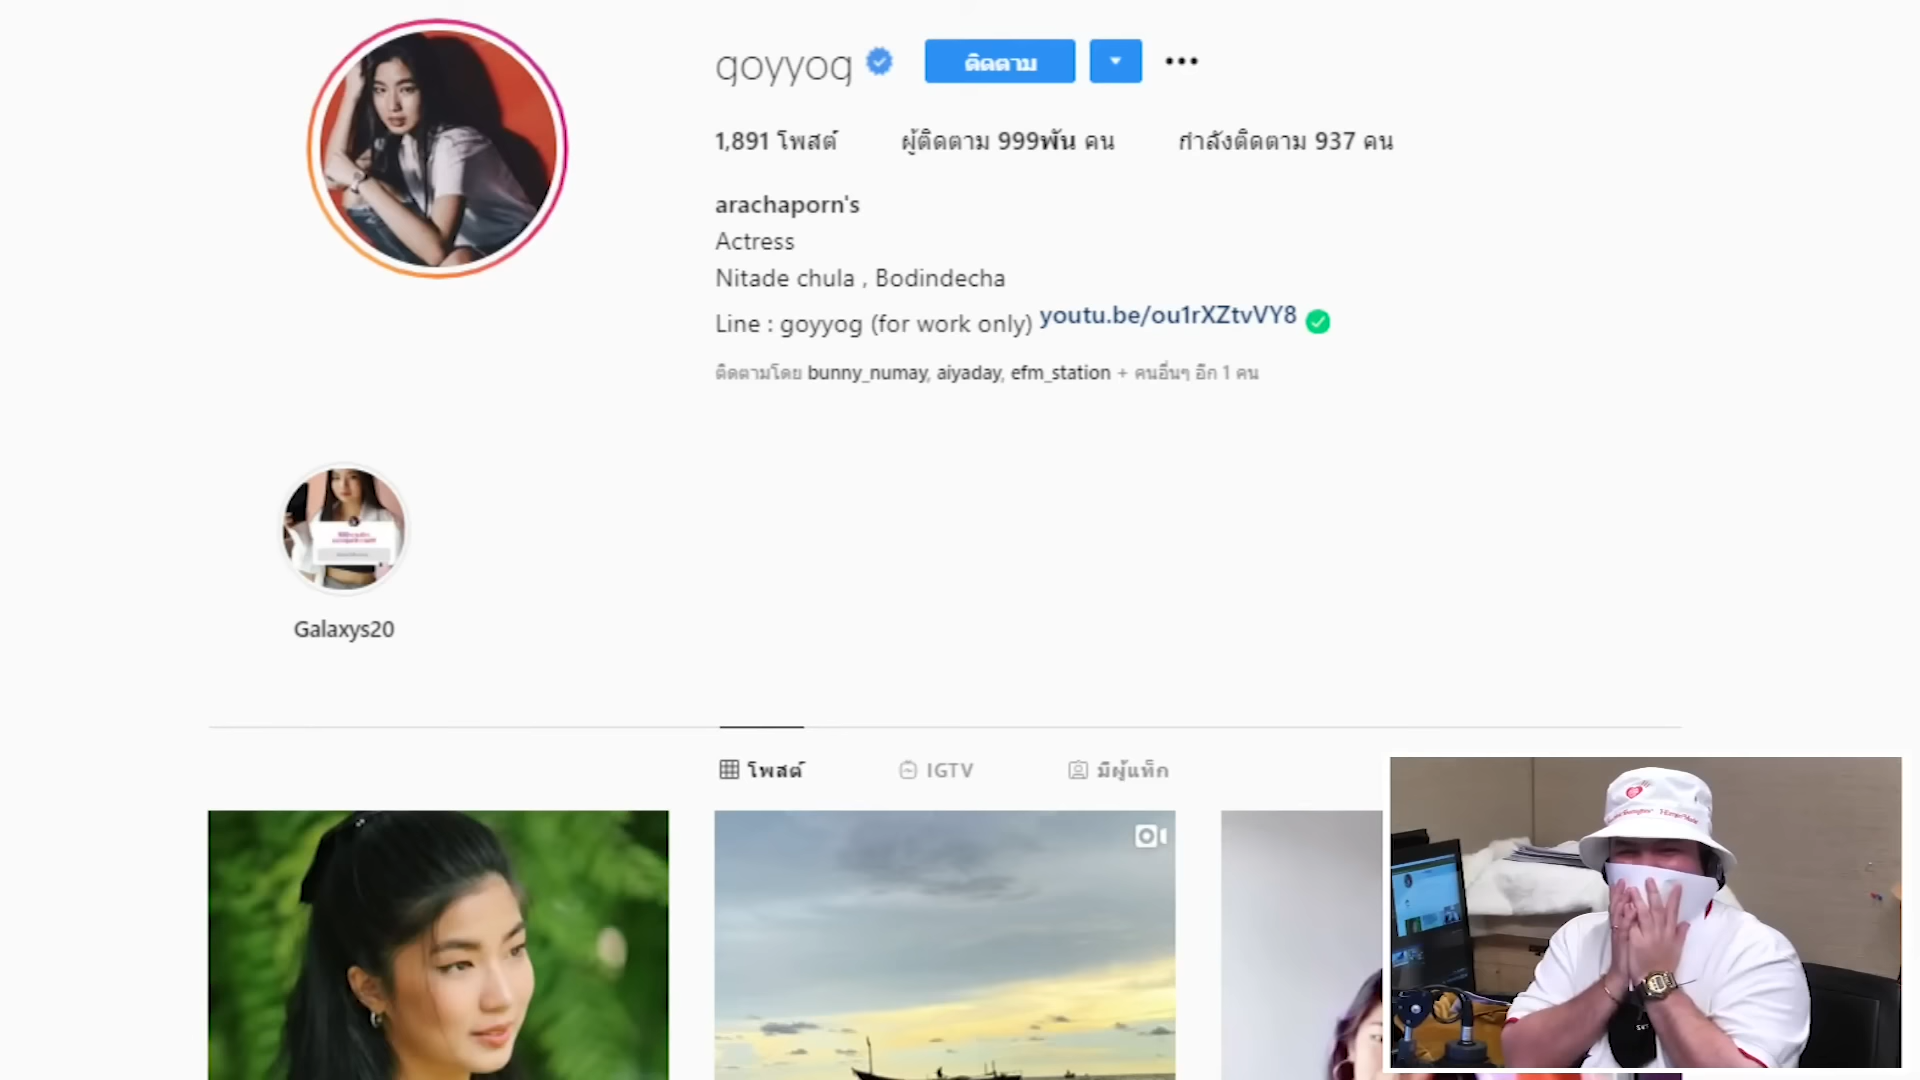 goyyog
ติดตาม
1,891 โพสต์ ผู้ติดตาม 999พัน คน กำลังติดตาม 937 คน
arachaporn's
Actress
Nitade chula , Bodindecha
Line : goyyog (for work only) youtu.be/ou1rXZtvVY8
ติดตามโดย bunny_numay, aiyaday, efm_station + คนอื่นๆ อีก 1 คน
Galaxys20
โพสต์ IGTV มีผู้แท็ก